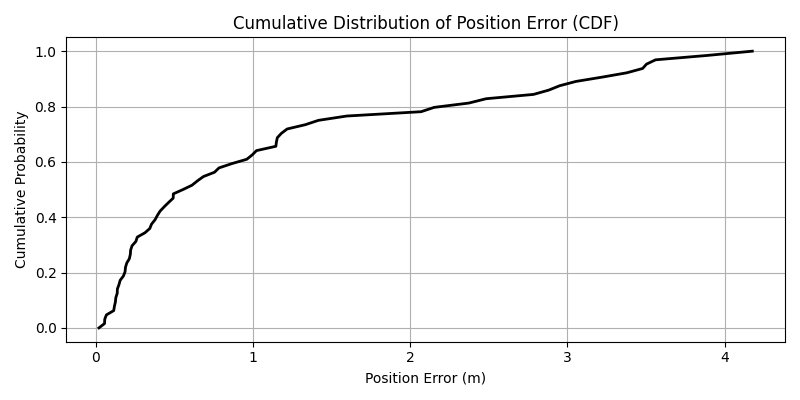 Cumulative Distribution of Position Error (CDF)
1.0
0.8
0.6
0.4
0.2
0.0
Cumulative Probability
0 1 2 3 4
Position Error (m)